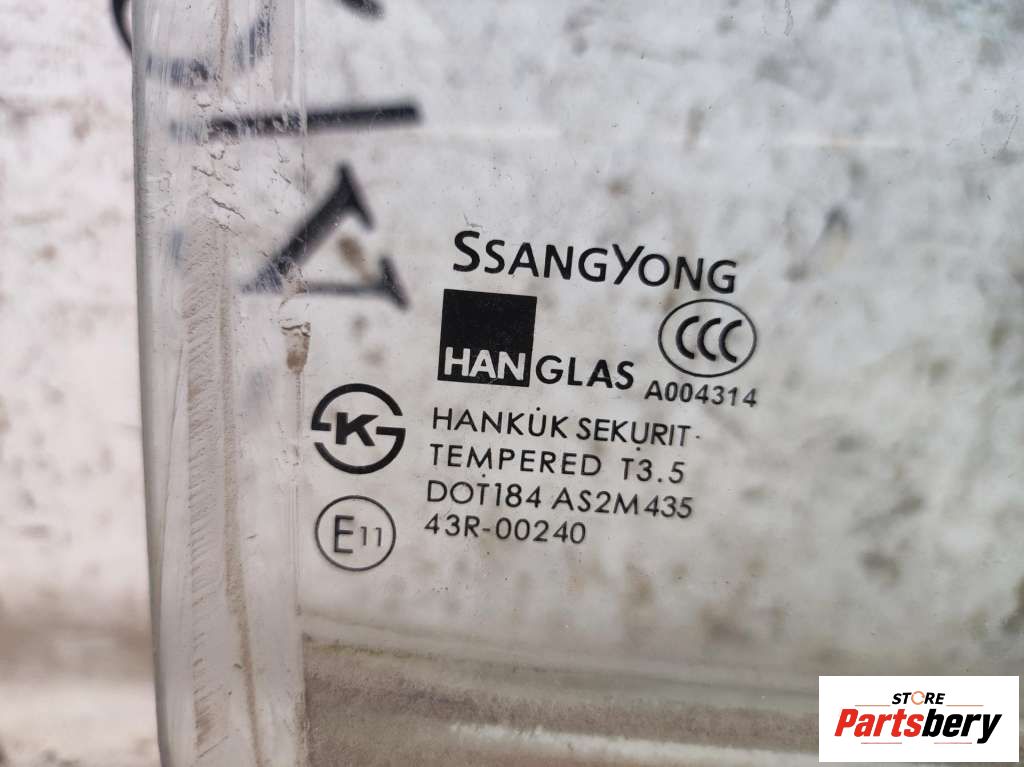 SSANGYONG
HAN GLAS
CCC
A004314
K
HANKUK SEKURIT
TEMPERED T3.5
DOT184 AS2M435
E11
43R-00240
STORE
Partsbery